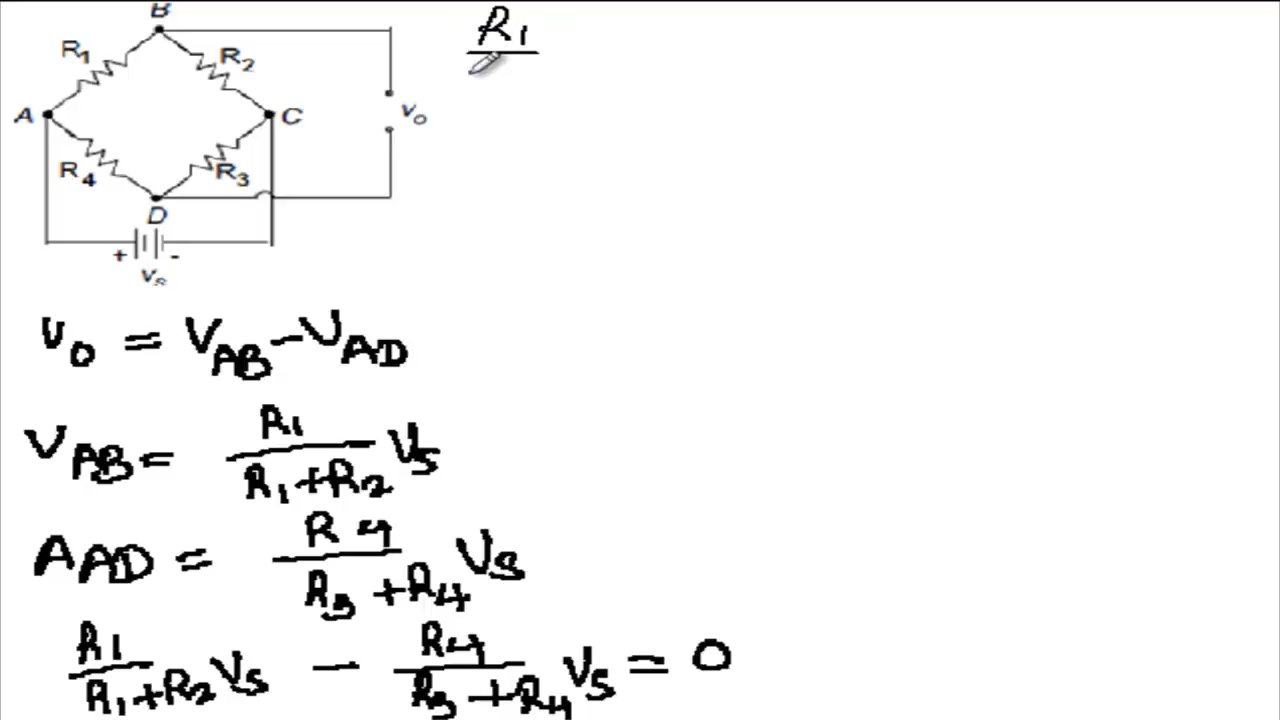 B
R1
R1 R2
A C vo
R4 R3
D
+ -
vs
vo = VAB - VAD
VAB = R1/R1+R2 Vs
AAD = R4/R3+R4 Vs
R1/R1+R2 Vs - R4/R3+R4 Vs = 0